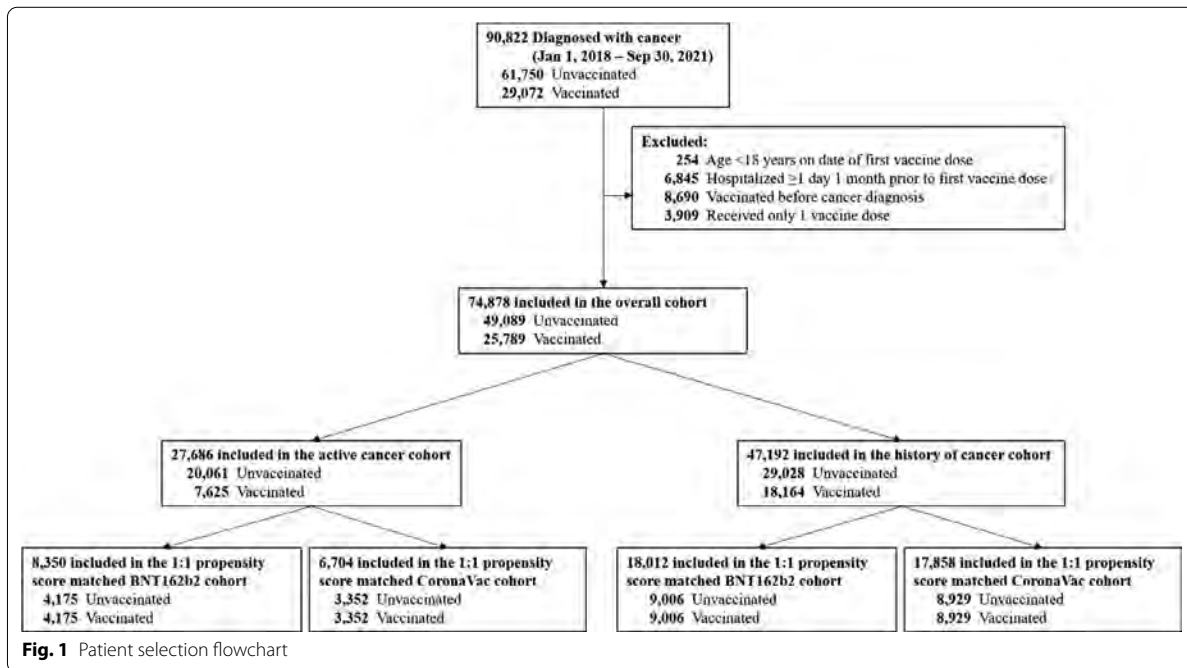 90,822 Diagnosed with cancer
(Jan 1, 2018 – Sep 30, 2021)
61,750 Unvaccinated
29,072 Vaccinated
Excluded:
254 Age <18 years on date of first vaccine dose
6,845 Hospitalized ≥1 day 1 month prior to first vaccine dose
8,690 Vaccinated before cancer diagnosis
3,909 Received only 1 vaccine dose
74,878 included in the overall cohort
49,089 Unvaccinated
25,789 Vaccinated
27,686 included in the active cancer cohort
20,061 Unvaccinated
7,625 Vaccinated
47,192 included in the history of cancer cohort
29,028 Unvaccinated
18,164 Vaccinated
8,350 included in the 1:1 propensity
score matched BNT162b2 cohort
4,175 Unvaccinated
4,175 Vaccinated
6,704 included in the 1:1 propensity
score matched CoronaVac cohort
3,352 Unvaccinated
3,352 Vaccinated
18,012 included in the 1:1 propensity
score matched BNT162b2 cohort
9,006 Unvaccinated
9,006 Vaccinated
17,858 included in the 1:1 propensity
score matched CoronaVac cohort
8,929 Unvaccinated
8,929 Vaccinated
Fig. 1 Patient selection flowchart